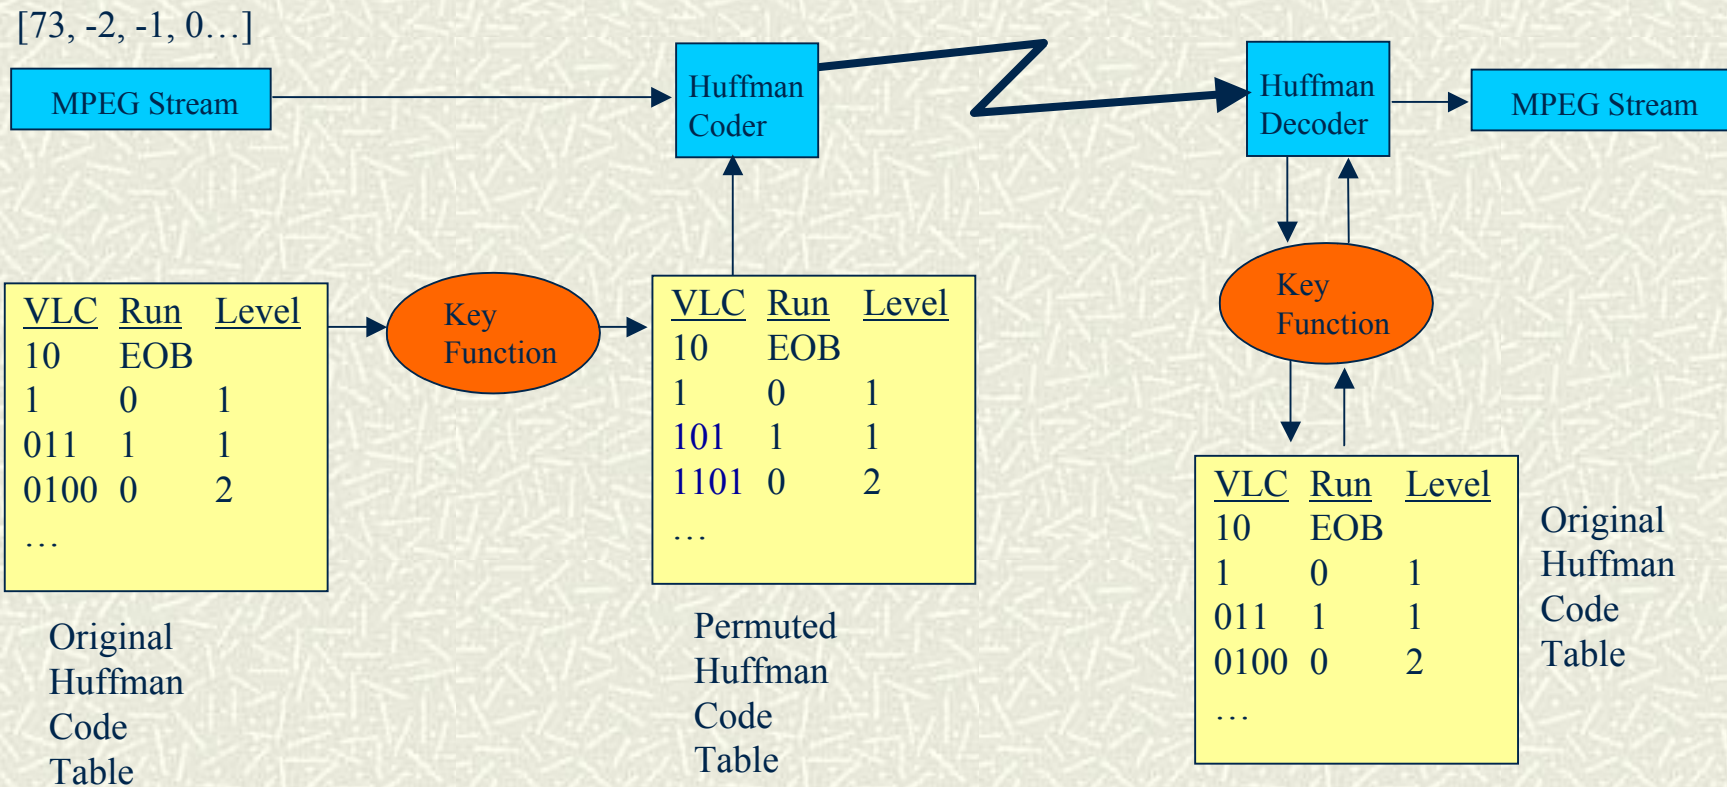 [73, -2, -1, 0…]
MPEG Stream
Huffman
Coder
Huffman
Decoder
MPEG Stream
VLC Run Level
10 EOB
1 0 1
011 1 1
0100 0 2
…
Key
Function
VLC Run Level
10 EOB
1 0 1
101 1 1
1101 0 2
…
Key
Function
VLC Run Level
10 EOB
1 0 1
011 1 1
0100 0 2
…
Original
Huffman
Code
Table
Permuted
Huffman
Code
Table
Original
Huffman
Code
Table